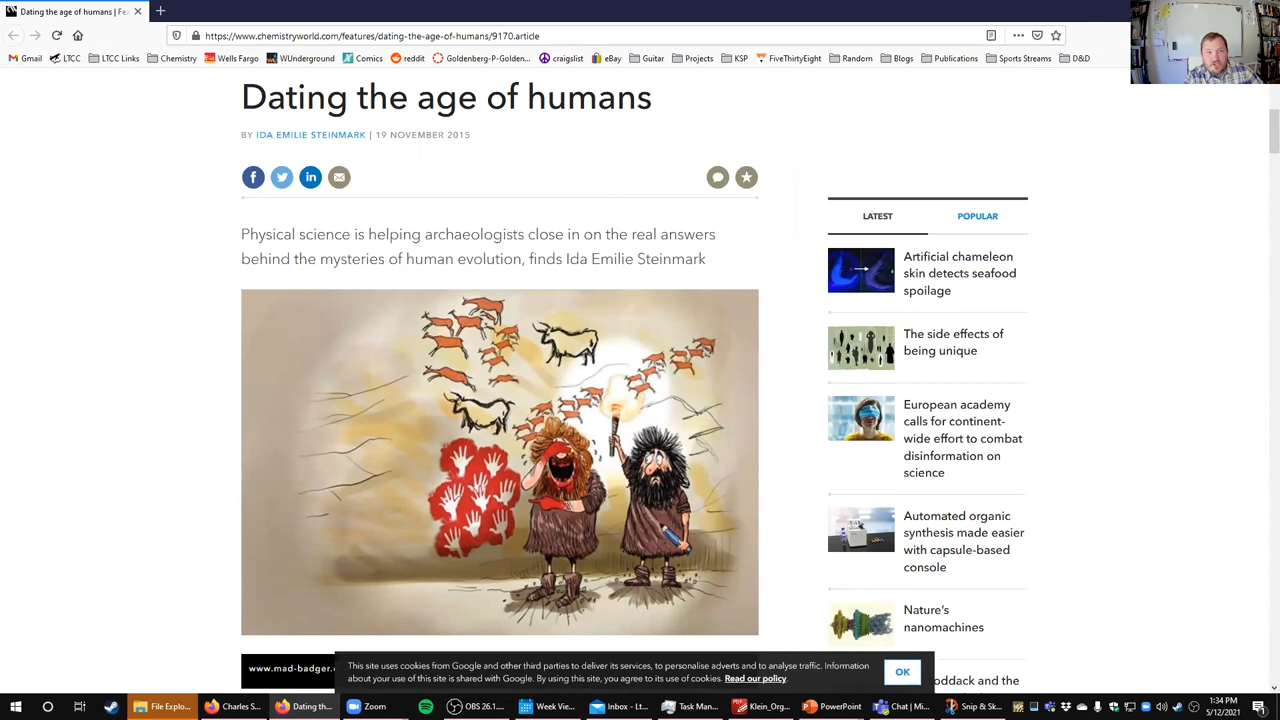 Dating the age of humans | Fea
https://www.chemistryworld.com/features/dating-the-age-of-humans/9170.article
Gmail LTCC LTCC Links Chemistry Wells Fargo WUnderground Comics reddit Goldenberg-P-Golden... craigslist eBay Guitar Projects KSP FiveThirtyEight Random Blogs Publications Sports Streams D&D
Dating the age of humans
BY IDA EMILIE STEINMARK | 19 NOVEMBER 2015
Physical science is helping archaeologists close in on the real answers
behind the mysteries of human evolution, finds Ida Emilie Steinmark
www.mad-badger.c
LATEST POPULAR
Artificial chameleon
skin detects seafood
spoilage
The side effects of
being unique
European academy
calls for continent-
wide effort to combat
disinformation on
science
Automated organic
synthesis made easier
with capsule-based
console
Nature's
nanomachines
oddack and the
This site uses cookies from Google and other third parties to deliver its services, to personalise adverts and to analyse traffic. Information
about your use of this site is shared with Google. By using this site, you agree to its use of cookies. Read our policy.
OK
File Explo... Charles S... Dating th... Zoom OBS 26.1.... Week Vie... Inbox - Lt... Task Man... Klein_Org... PowerPoint Chat | Mi... Snip & Sk...
1:34 PM
5/12/2021